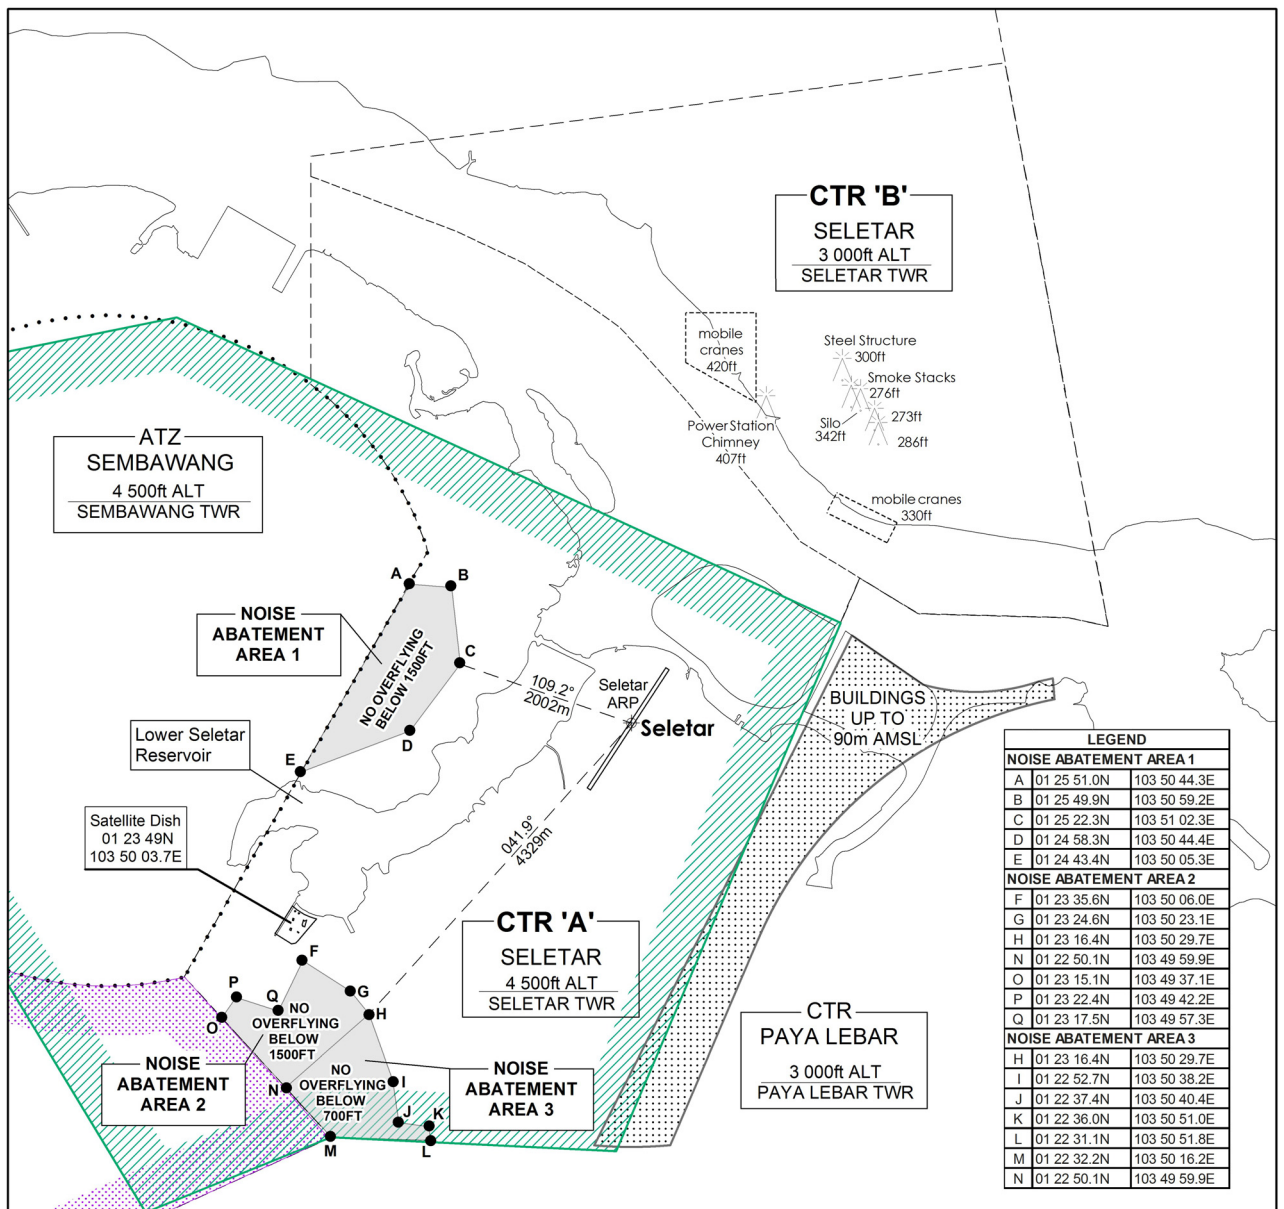 CTR 'B'
SELETAR
3 000ft ALT
SELETAR TWR
mobile
cranes
420ft
Steel Structure
300ft
Smoke Stacks
276ft
273ft
Silo
342ft
286ft
Power Station
Chimney
407ft
mobile cranes
330ft
ATZ
SEMBAWANG
4 500ft ALT
SEMBAWANG TWR
A
B
C
D
E
NOISE
ABATEMENT
AREA 1
NO OVERFLYING
BELOW 1500FT
109.2°
2002m
Seletar
ARP
Seletar
BUILDINGS
UP TO
90m AMSL
Lower Seletar
Reservoir
Satellite Dish
01 23 49N
103 50 03.7E
041.9°
4329m
CTR 'A'
SELETAR
4 500ft ALT
SELETAR TWR
F
G
H
P
Q
O
N
I
J
K
L
M
NO
OVERFLYING
BELOW
1500FT
NO
OVERFLYING
BELOW
700FT
NOISE
ABATEMENT
AREA 2
NOISE
ABATEMENT
AREA 3
CTR
PAYA LEBAR
3 000ft ALT
PAYA LEBAR TWR
LEGEND
NOISE ABATEMENT AREA 1
A 01 25 51.0N 103 50 44.3E
B 01 25 49.9N 103 50 59.2E
C 01 25 22.3N 103 51 02.3E
D 01 24 58.3N 103 50 44.4E
E 01 24 43.4N 103 50 05.3E
NOISE ABATEMENT AREA 2
F 01 23 35.6N 103 50 06.0E
G 01 23 24.6N 103 50 23.1E
H 01 23 16.4N 103 50 29.7E
N 01 22 50.1N 103 49 59.9E
O 01 23 15.1N 103 49 37.1E
P 01 23 22.4N 103 49 42.2E
Q 01 23 17.5N 103 49 57.3E
NOISE ABATEMENT AREA 3
H 01 23 16.4N 103 50 29.7E
I 01 22 52.7N 103 50 38.2E
J 01 22 37.4N 103 50 40.4E
K 01 22 36.0N 103 50 51.0E
L 01 22 31.1N 103 50 51.8E
M 01 22 32.2N 103 50 16.2E
N 01 22 50.1N 103 49 59.9E